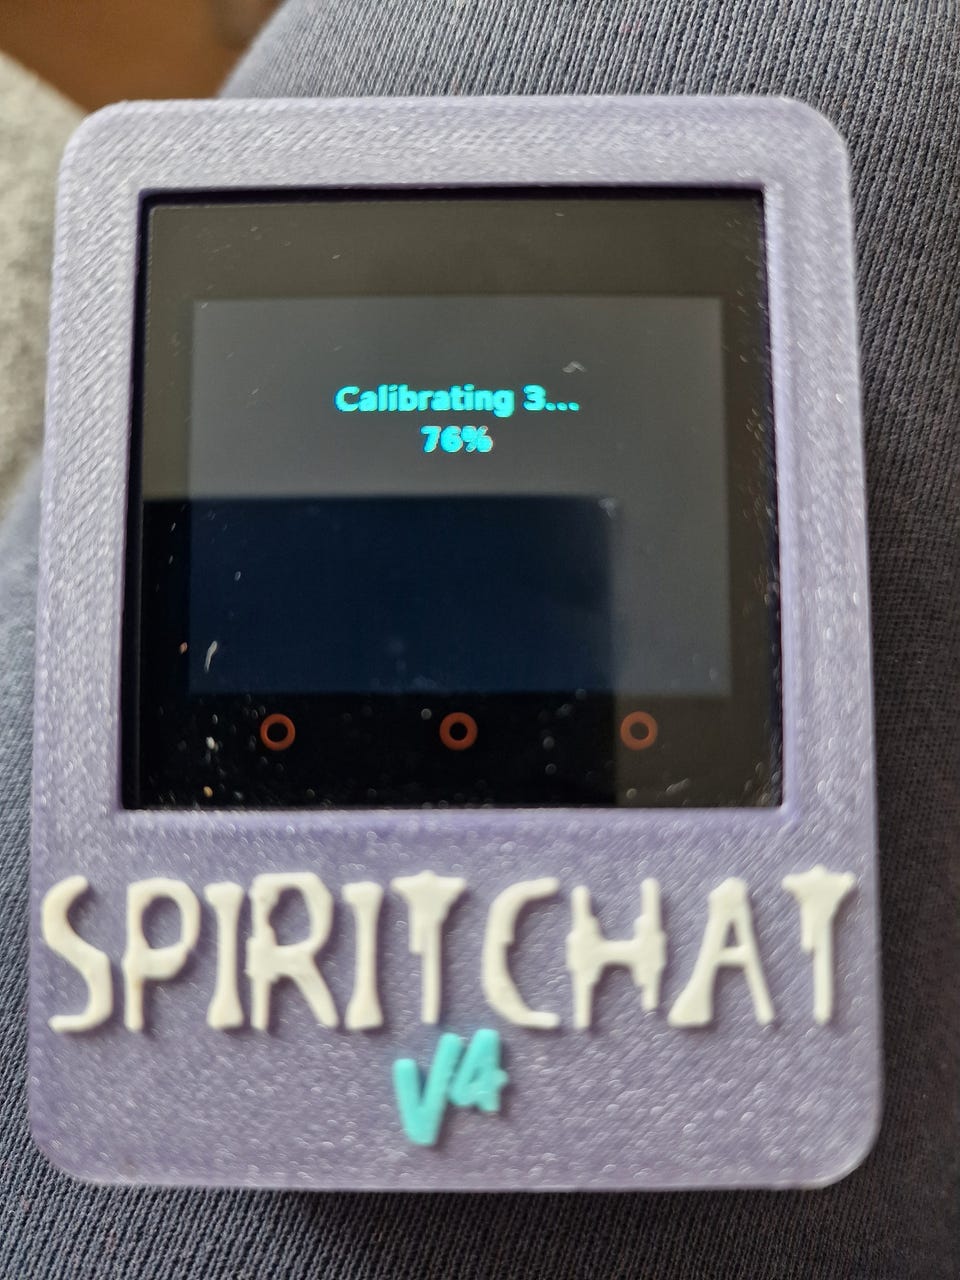 Calibrating 3...
76%
SPIRITCHAT
V4